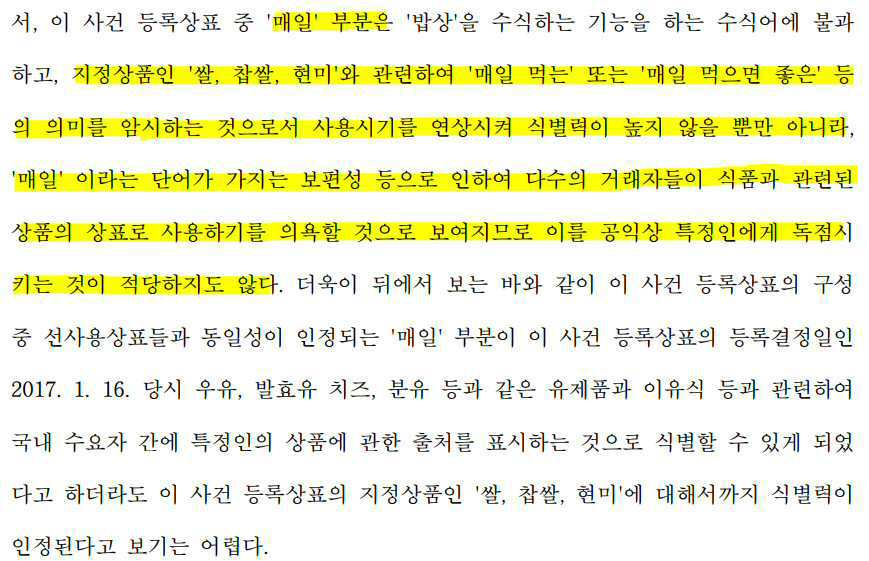 서, 이 사건 등록상표 중 '매일' 부분은 '밥상'을 수식하는 기능을 하는 수식어에 불과
하고, 지정상품인 '쌀, 찹쌀, 현미'와 관련하여 '매일 먹는' 또는 '매일 먹으면 좋은' 등
의 의미를 암시하는 것으로서 사용시기를 연상시켜 식별력이 높지 않을 뿐만 아니라,
'매일' 이라는 단어가 가지는 보편성 등으로 인하여 다수의 거래자들이 식품과 관련된
상품의 상표로 사용하기를 의욕할 것으로 보여지므로 이를 공익상 특정인에게 독점시
키는 것이 적당하지도 않다. 더욱이 뒤에서 보는 바와 같이 이 사건 등록상표의 구성
중 선사용상표들과 동일성이 인정되는 '매일' 부분이 이 사건 등록상표의 등록결정일인
2017. 1. 16. 당시 우유, 발효유 치즈, 분유 등과 같은 유제품과 이유식 등과 관련하여
국내 수요자 간에 특정인의 상품에 관한 출처를 표시하는 것으로 식별할 수 있게 되었
다고 하더라도 이 사건 등록상표의 지정상품인 '쌀, 찹쌀, 현미'에 대해서까지 식별력이
인정된다고 보기는 어렵다.